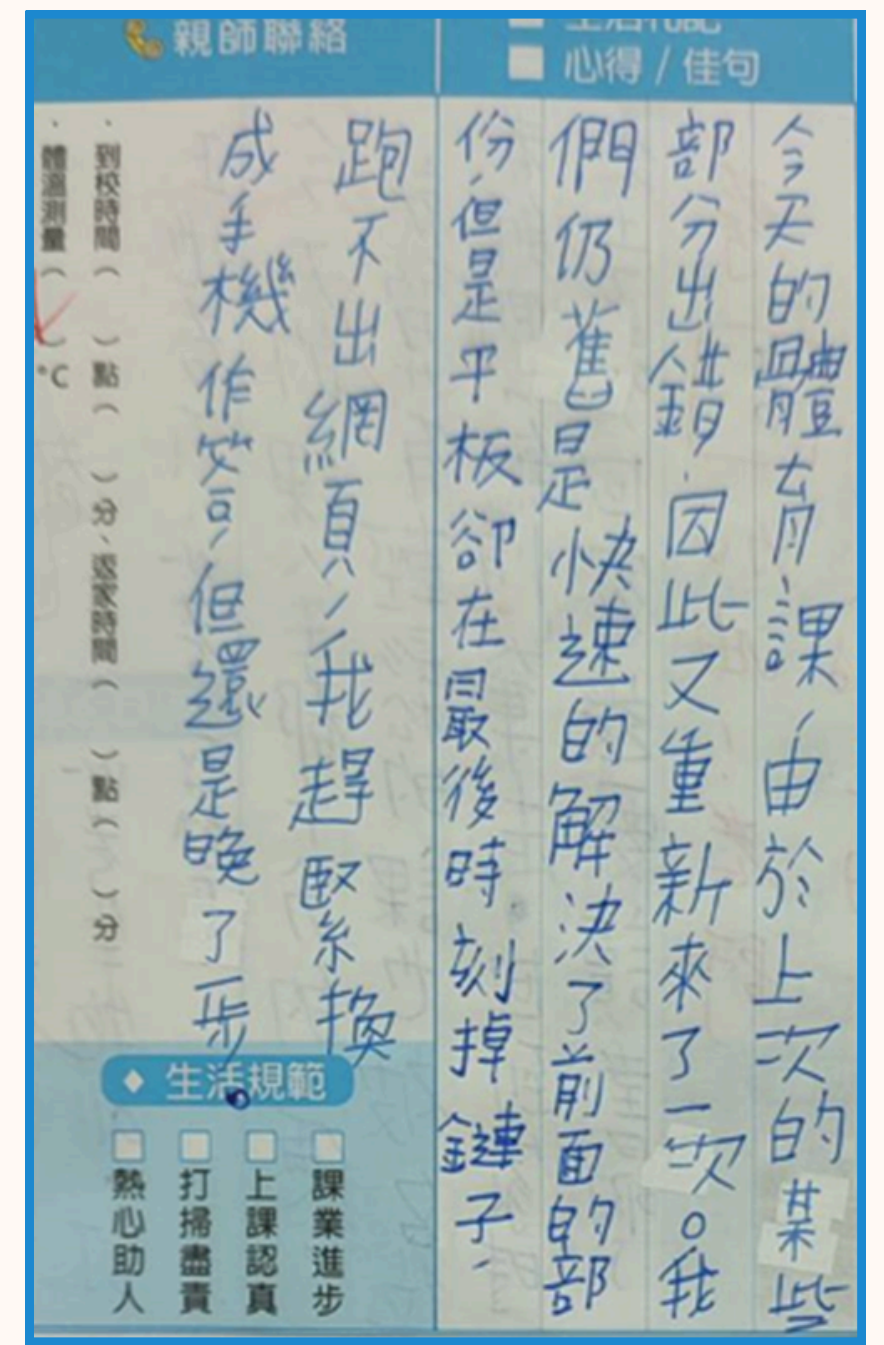 親師聯絡
生活札記
心得/佳句
今天的體育課,由於上次的某些
部分出錯,因此又重新來了一次。我
們仍舊是快速的解決了前面的部
份,但是平板卻在最後時刻掉鏈子,
跑不出網頁,我趕緊換
成手機作答,但還是晚了一步。
、到校時間( )點( )分、返家時間( )點( )分
、體溫測量( )°C
生活規範
課業進步
上課認真
打掃盡責
熱心助人